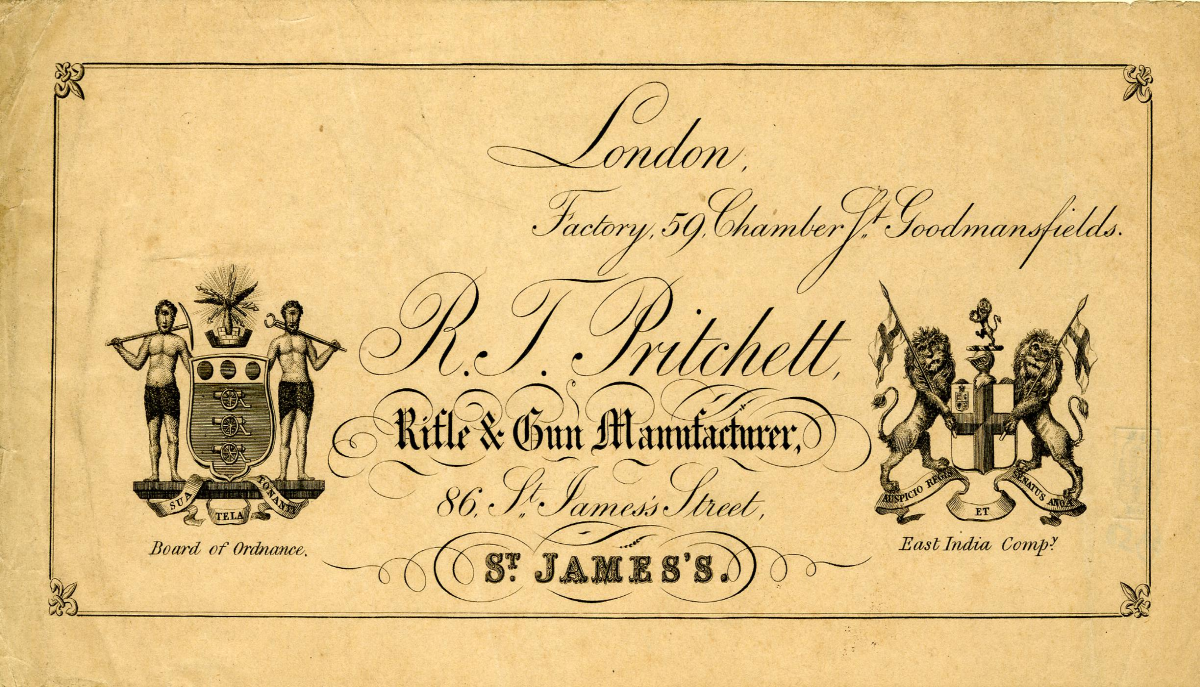 London,
Factory, 59, Chamber St. Goodmansfields.
R. T. Pritchett,
Rifle & Gun Manufacturer,
86, St. James's Street,
ST JAMES'S.
SUA TELA TONANTI
Board of Ordnance.
AUSPICIO REGIS ET SENATUS ANGA
East India Compy.